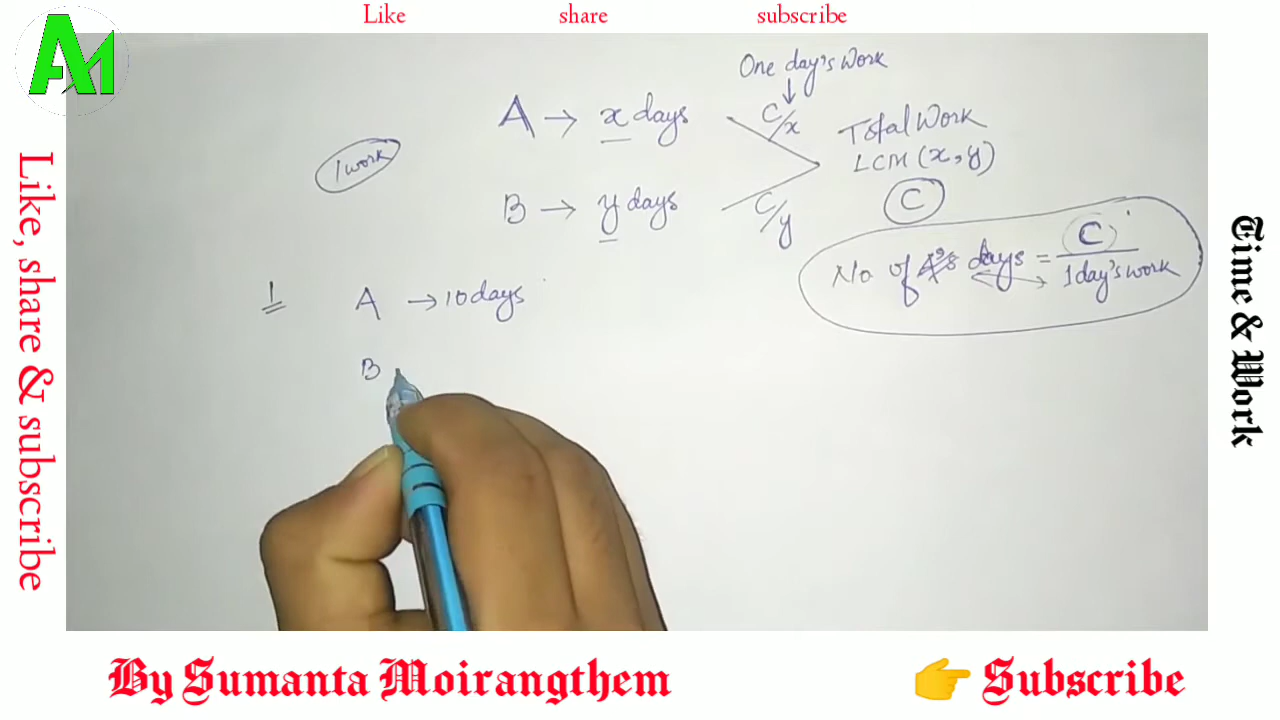 Like share subscribe
AM
One day's work
A → x days
C/x
Total Work
1 work
LCM (x, y)
B → y days
C/y
C
No of days = C / 1 day's work
1 A → 10 days
B
Like, share & subscribe
Time & Work
By Sumanta Moirangthem
👉 Subscribe